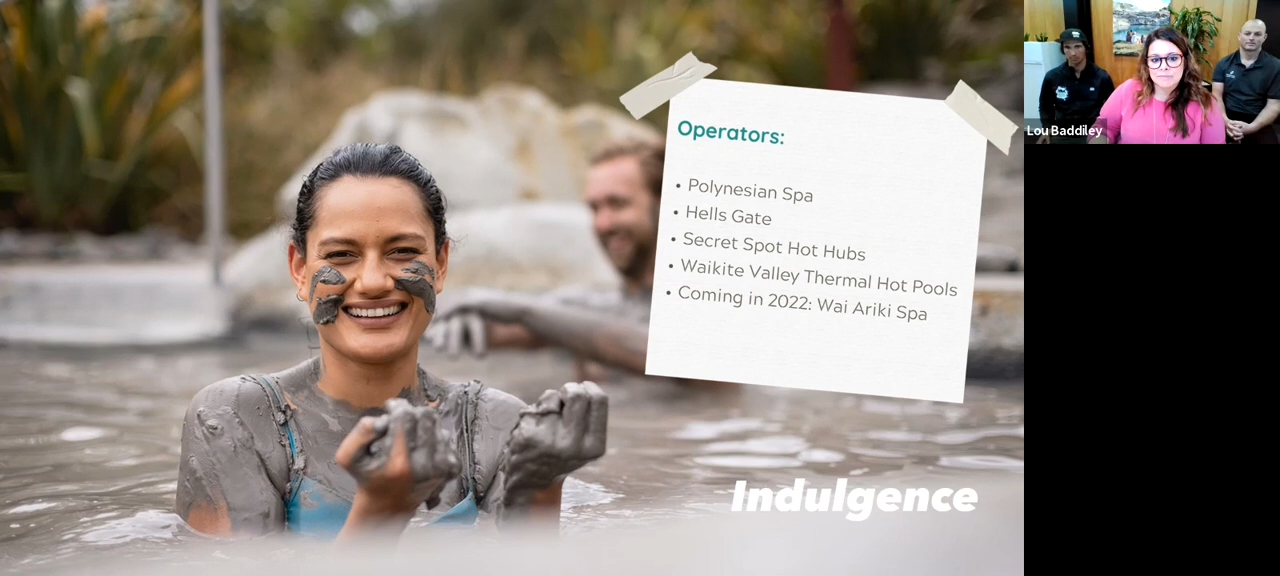 Operators:
• Polynesian Spa
• Hells Gate
• Secret Spot Hot Hubs
• Waikite Valley Thermal Hot Pools
• Coming in 2022: Wai Ariki Spa
Indulgence
Lou Baddiley